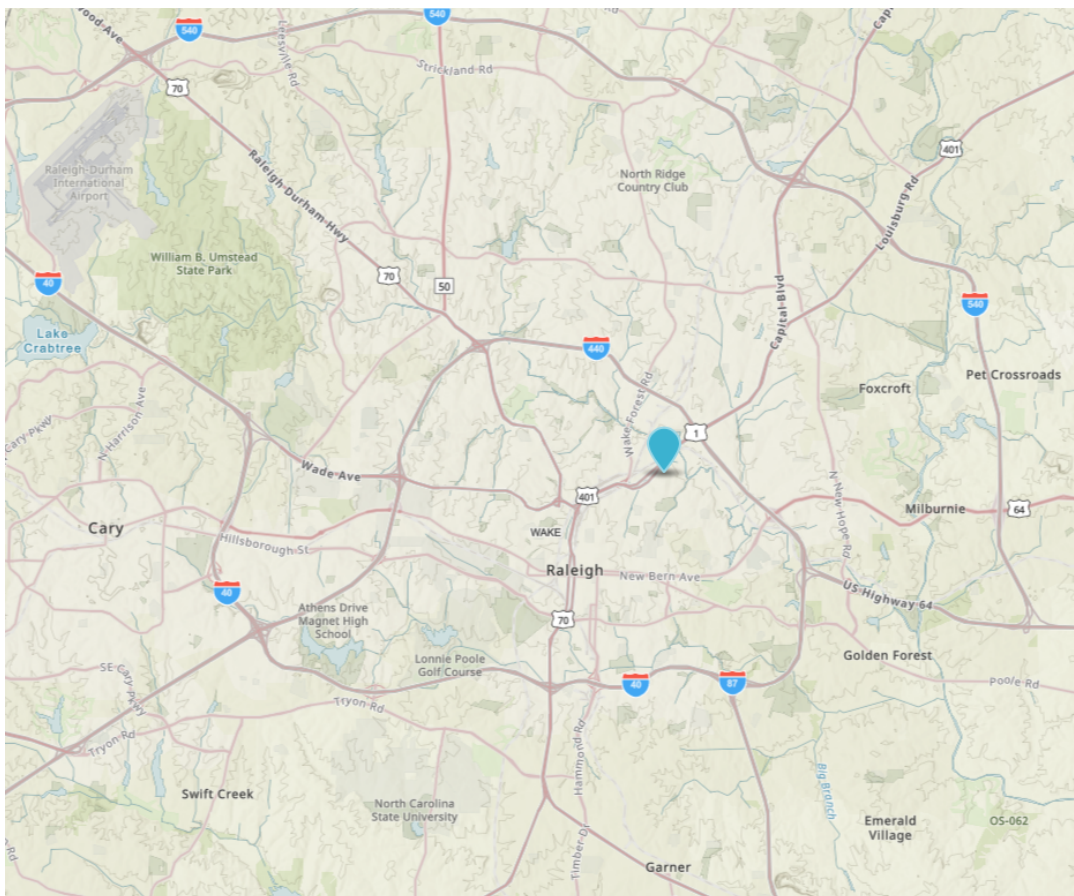 540
540
wood Ave
Leesville Rd
Cap
Strickland Rd
70
401
Raleigh-Durham
International
Airport
North Ridge
Country Club
Raleigh-Durham Hwy
Louisburg Rd
William B. Umstead
State Park
40
70
50
540
Capital Blvd
Lake
Crabtree
440
Pet Crossroads
Foxcroft
N Harrison Ave
Cary Pkwy
Wake Forest Rd
1
Wade Ave
401
N New Hope Rd
64
Milburnie
Cary
WAKE
Hillsborough St
Raleigh
New Bern Ave
40
US Highway 64
Athens Drive
Magnet High
School
70
Lonnie Poole
Golf Course
Golden Forest
SE Cary Pkwy
40
87
Poole Rd
Tryon Rd
Tryon Rd
Hammond Rd
Swift Creek
Big Branch
North Carolina
State University
Emerald
Village
OS-062
Timber Dr
Garner
o Rd